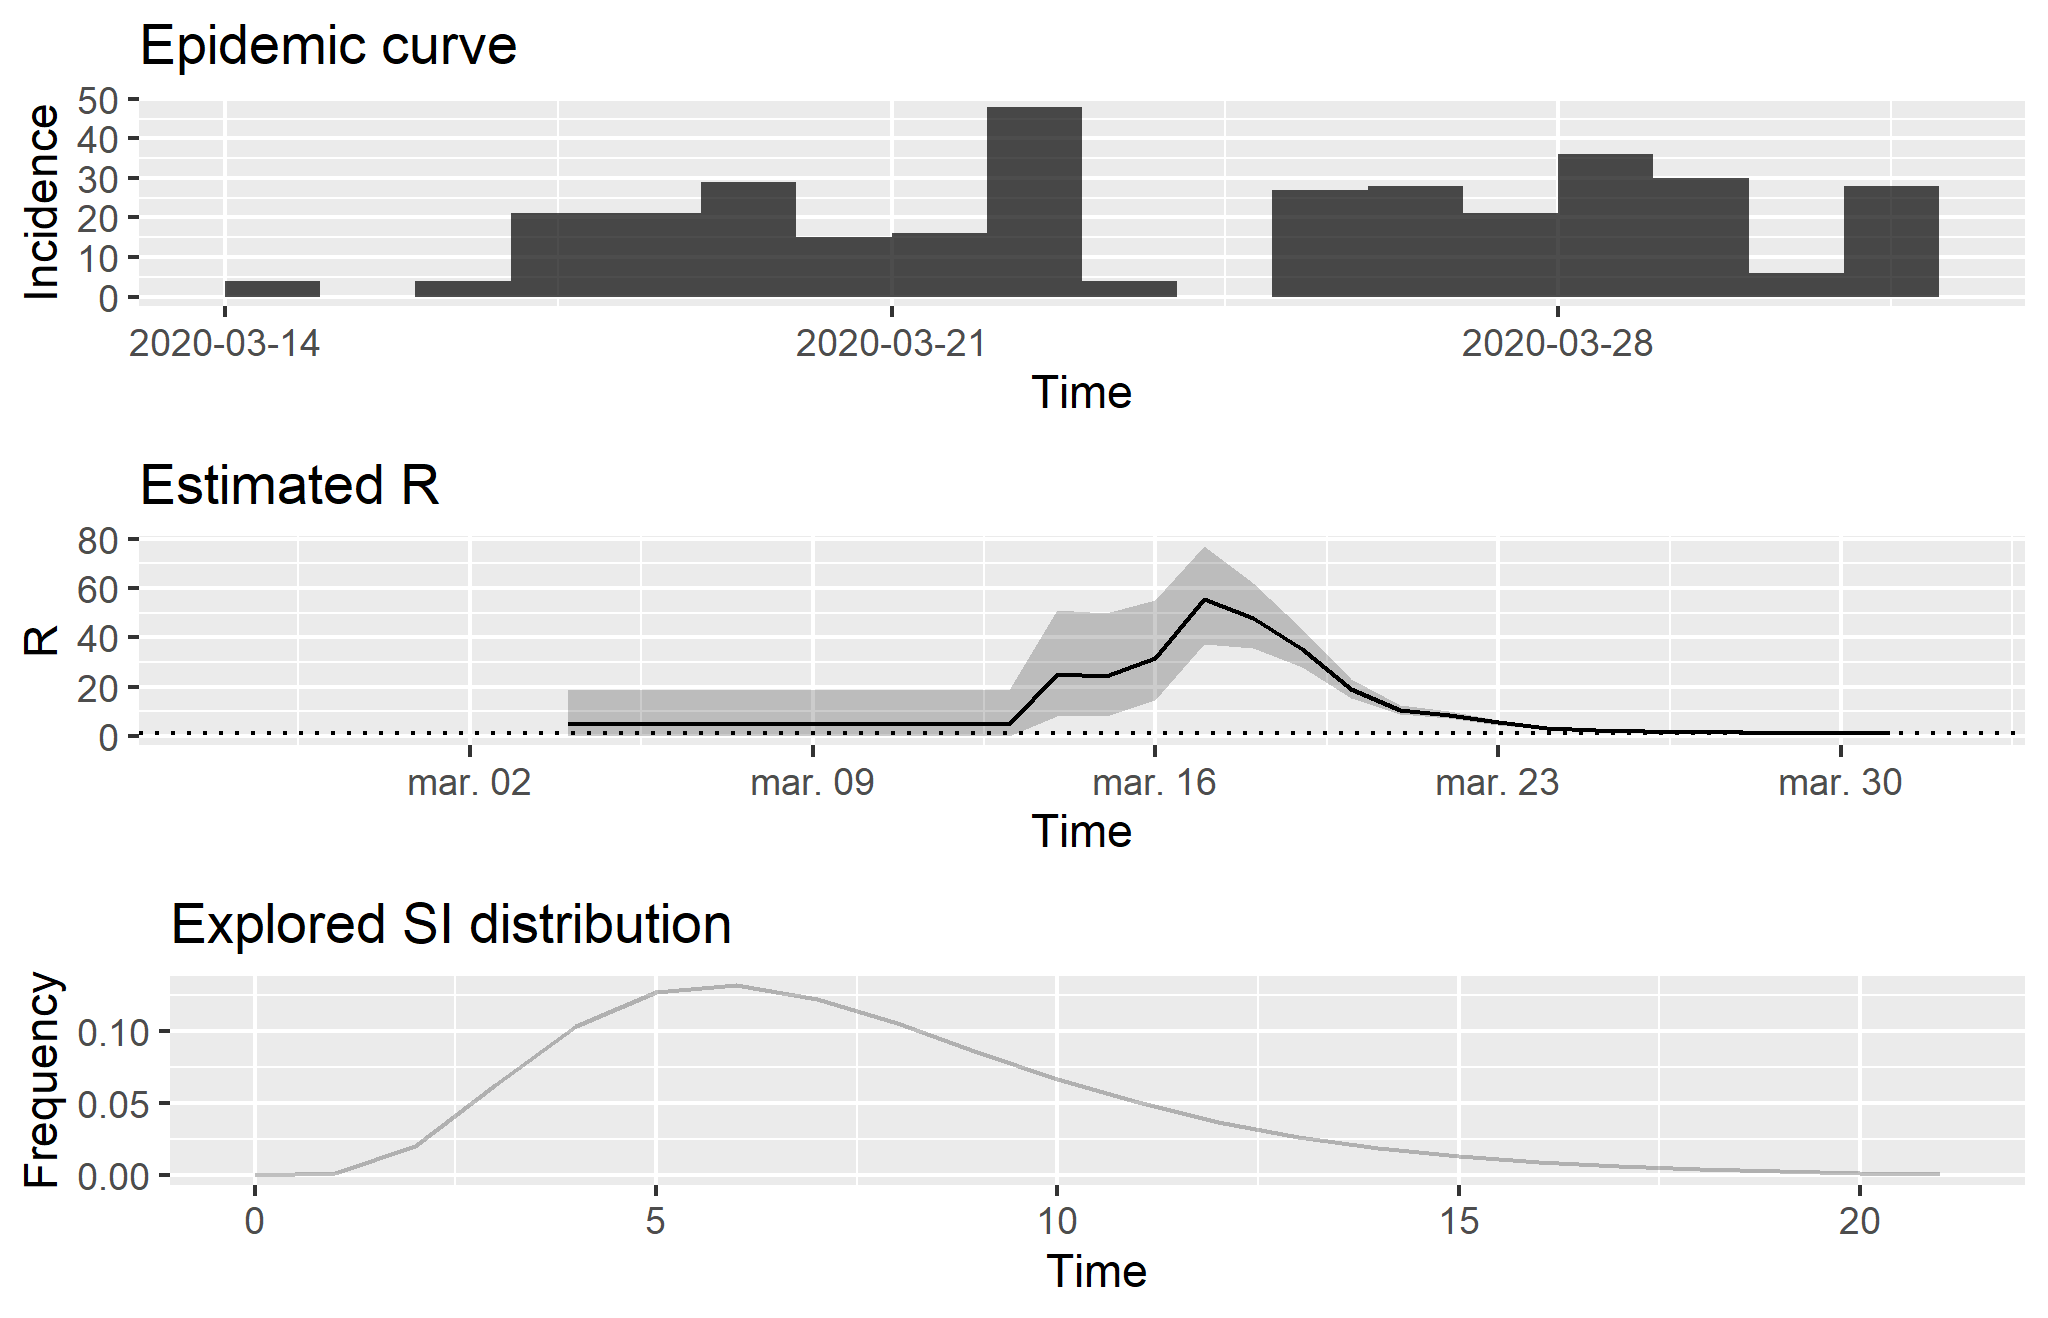 Epidemic curve
Incidence
50
40
30
20
10
0
2020-03-14 2020-03-21 2020-03-28
Time
Estimated R
R
80
60
40
20
0
mar. 02 mar. 09 mar. 16 mar. 23 mar. 30
Time
Explored SI distribution
Frequency
0.10
0.05
0.00
0 5 10 15 20
Time